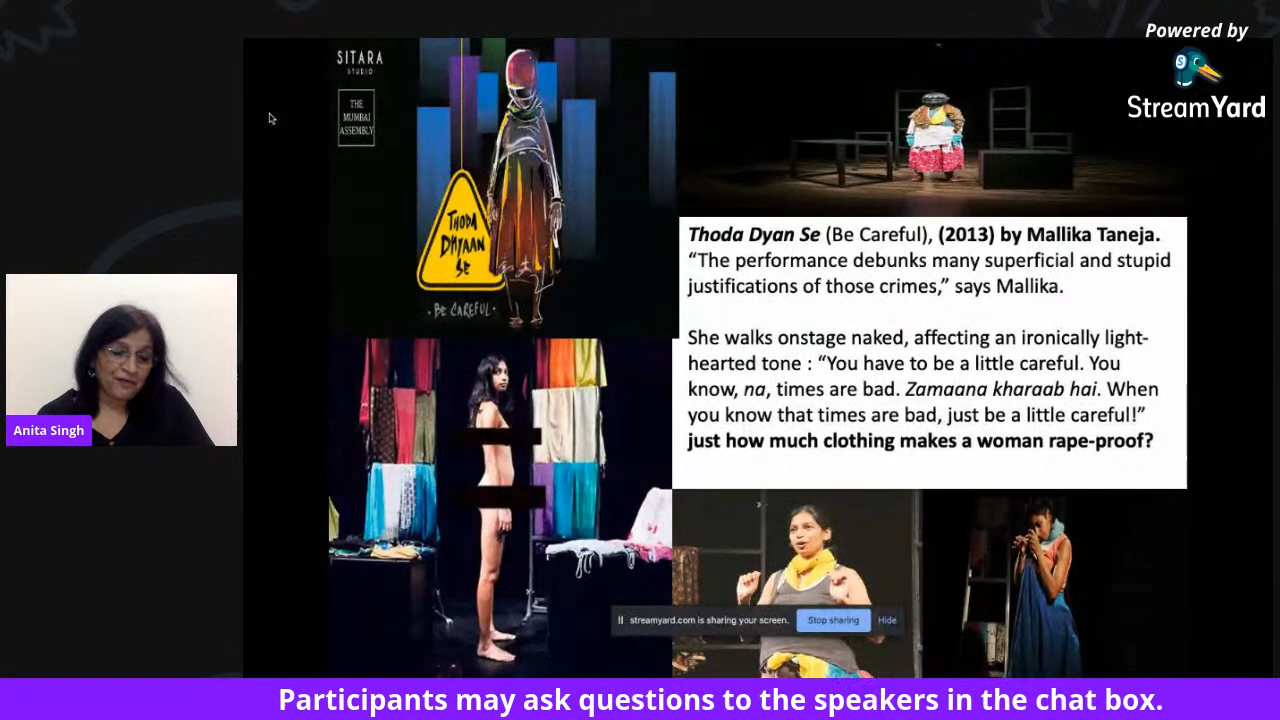 Powered by
StreamYard
SITARA
STUDIO
THE
MUMBAI
ASSEMBLY
THODA
DHYAAN
SE
· BE CAREFUL ·
Thoda Dyan Se (Be Careful), (2013) by Mallika Taneja.
“The performance debunks many superficial and stupid
justifications of those crimes,” says Mallika.
She walks onstage naked, affecting an ironically light-
hearted tone : “You have to be a little careful. You
know, na, times are bad. Zamaana kharaab hai. When
you know that times are bad, just be a little careful!”
just how much clothing makes a woman rape-proof?
Anita Singh
streamyard.com is sharing your screen.
Stop sharing
Hide
Participants may ask questions to the speakers in the chat box.